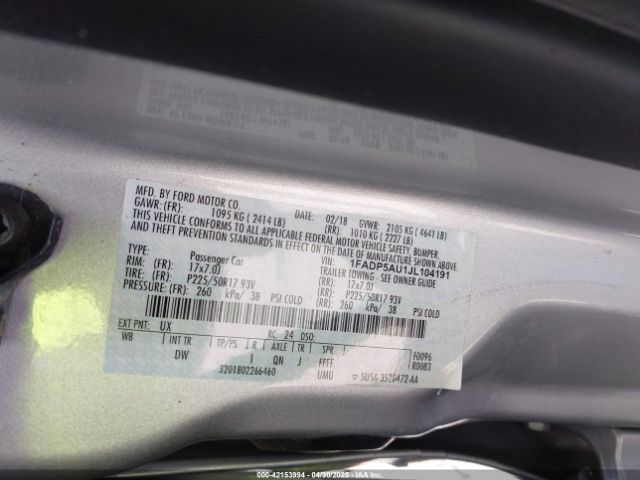 MFD. BY FORD MOTOR CO. 02/18 GVWR: 2105 KG ( 4641 LB)
GAWR: (FR): 1095 KG ( 2414 LB) (RR): 1010 KG ( 2227 LB)
THIS VEHICLE CONFORMS TO ALL APPLICABLE FEDERAL MOTOR VEHICLE SAFETY, BUMPER,
AND THEFT PREVENTION STANDARDS IN EFFECT ON THE DATE OF MANUFACTURE SHOWN ABOVE.
VIN: 1FADP5AU1JL104191
TYPE: Passenger Car TRAILER TOWING - SEE OWNER GUIDE
RIM: (FR): 17x7.0J (RR): 17x7.0J
TIRE: (FR): P225/50R17 93V (RR): P225/50R17 93V
PRESSURE: (FR): 260 kPa/ 38 PSI COLD (RR): 260 kPa/ 38 PSI COLD
EXT PNT: UX RC: 24 DSO:
WB INT TR TP/PS R AXLE TR SPR F0096
DW I QN J FFFF R0083
3201802266460 UMU ▽ 5U5A-3520472-AA
000-42153994 - 04/30/2025 - IAA Inc.